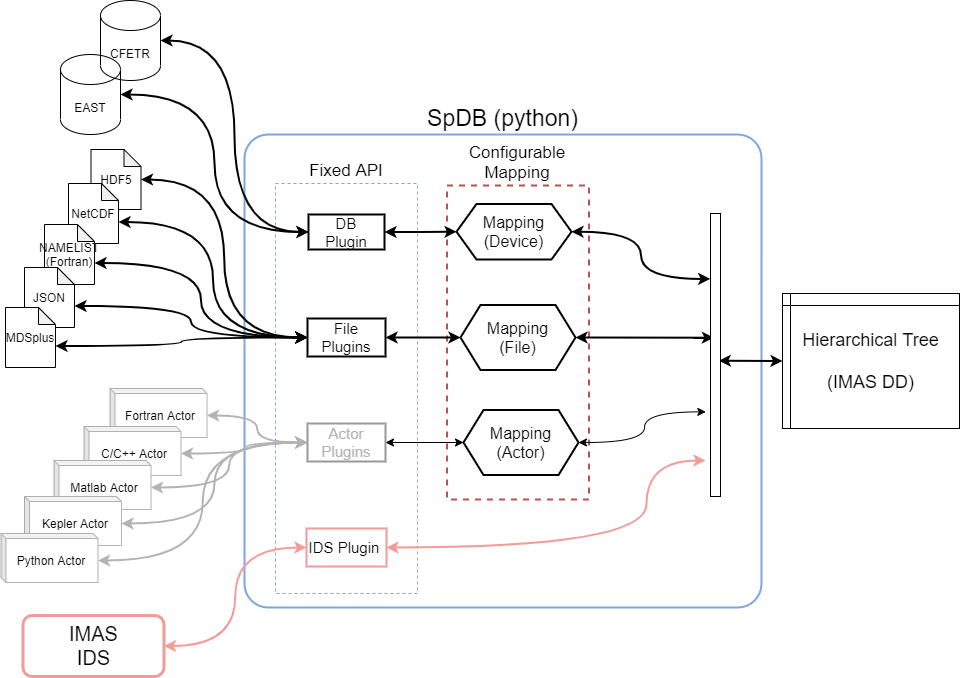 CFETR
EAST
HDF5
NetCDF
NAMELIST
(Fortran)
JSON
MDSplus
Fortran Actor
C/C++ Actor
Matlab Actor
Kepler Actor
Python Actor
IMAS
IDS
SpDB (python)
Fixed API
DB
Plugin
File
Plugins
Actor
Plugins
IDS Plugin
Configurable
Mapping
Mapping
(Device)
Mapping
(File)
Mapping
(Actor)
Hierarchical Tree
(IMAS DD)